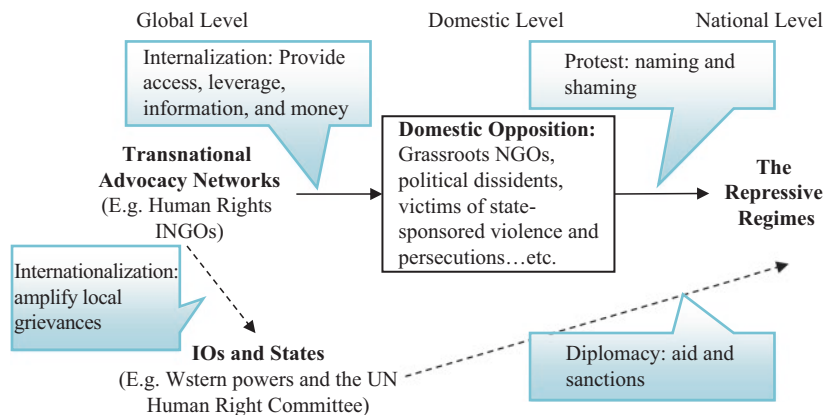 Global Level
Domestic Level
National Level
Internalization: Provide
access, leverage,
information, and money
Protest: naming and
shaming
Transnational
Advocacy Networks
(E.g. Human Rights
INGOs)
Domestic Opposition:
Grassroots NGOs,
political dissidents,
victims of state-
sponsored violence and
persecutions…etc.
The
Repressive
Regimes
Internationalization:
amplify local
grievances
IOs and States
(E.g. Wstern powers and the UN
Human Right Committee)
Diplomacy: aid and
sanctions